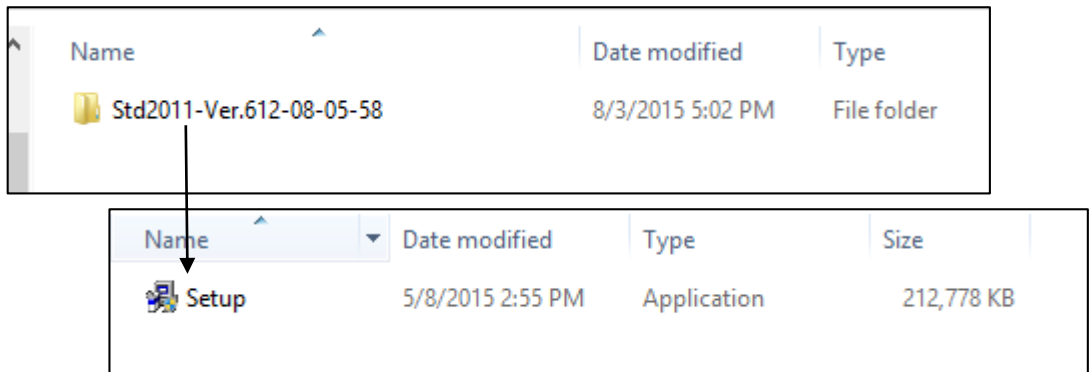 Name Date modified Type
Std2011-Ver.612-08-05-58 8/3/2015 5:02 PM File folder
Name Date modified Type Size
Setup 5/8/2015 2:55 PM Application 212,778 KB